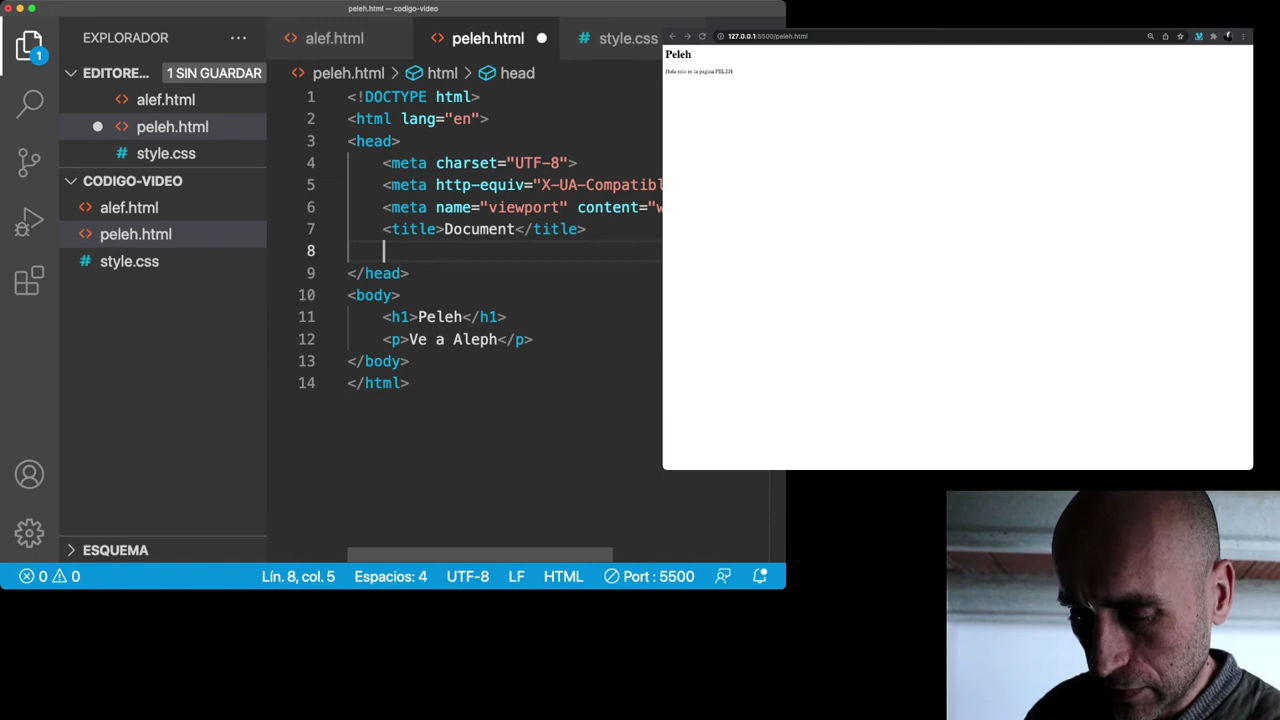 peleh.html — codigo-video
EXPLORADOR
EDITORE... 1 SIN GUARDAR
alef.html
peleh.html
style.css
CODIGO-VIDEO
alef.html
peleh.html
style.css
ESQUEMA
1
alef.html peleh.html style.css
peleh.html > html > head
1 <!DOCTYPE html>
2 <html lang="en">
3 <head>
4 <meta charset="UTF-8">
5 <meta http-equiv="X-UA-Compatibl
6 <meta name="viewport" content="w
7 <title>Document</title>
8
9 </head>
10 <body>
11 <h1>Peleh</h1>
12 <p>Ve a Aleph</p>
13 </body>
14 </html>
0 0 Lín. 8, col. 5 Espacios: 4 UTF-8 LF HTML Port : 5500
127.0.0.1:5500/peleh.html
Peleh
Hola esto es la pagina PELEH